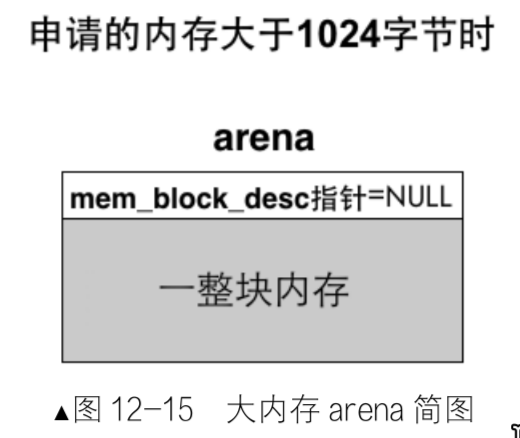 申请的内存大于1024字节时
arena
mem_block_desc指针=NULL
一整块内存
▲图 12-15 大内存 arena 简图